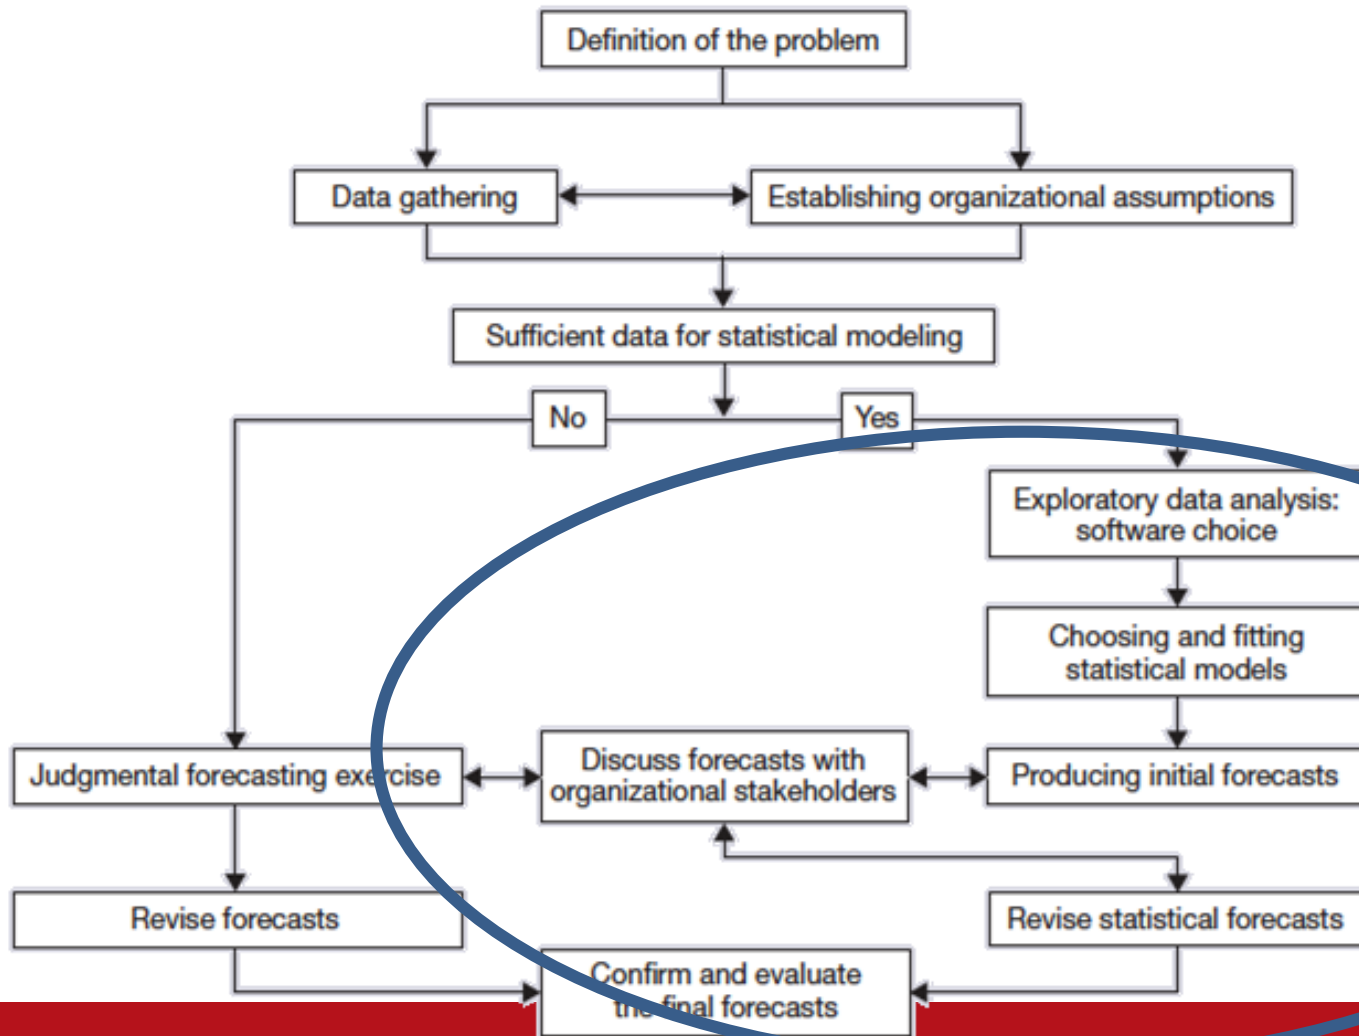 Definition of the problem
Data gathering
Establishing organizational assumptions
Sufficient data for statistical modeling
No
Yes
Exploratory data analysis:
software choice
Choosing and fitting
statistical models
Judgmental forecasting exercise
Discuss forecasts with
organizational stakeholders
Producing initial forecasts
Revise forecasts
Revise statistical forecasts
Confirm and evaluate
the final forecasts